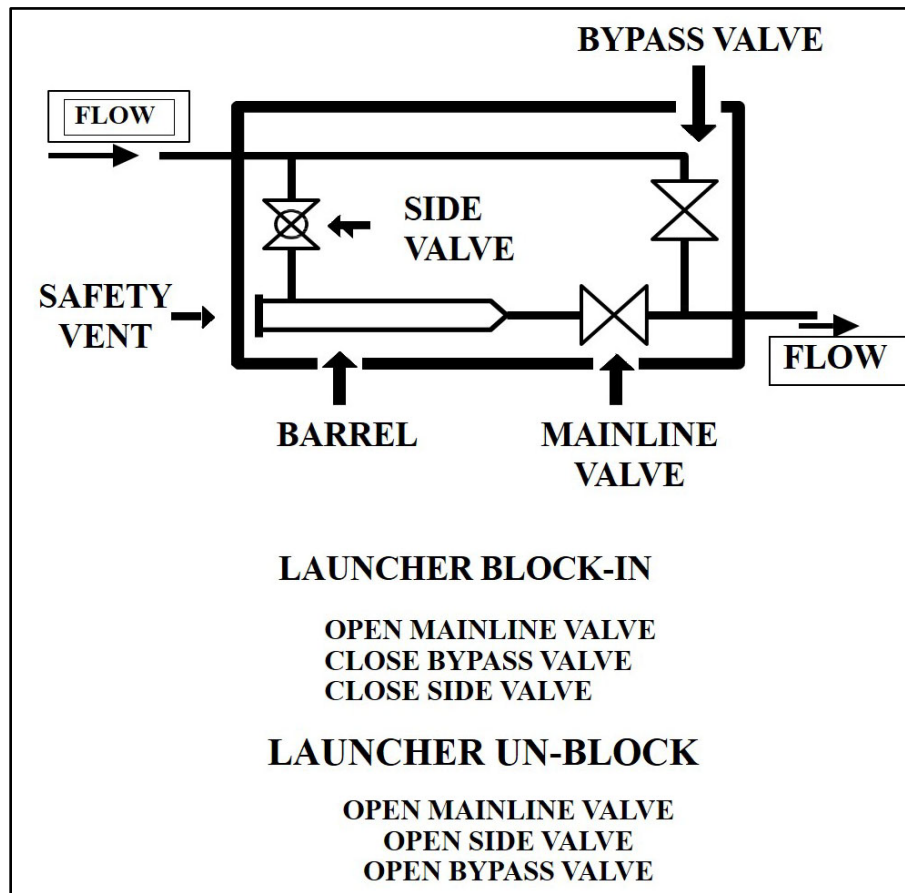 BYPASS VALVE
FLOW
SIDE
VALVE
SAFETY
VENT
FLOW
BARREL
MAINLINE
VALVE
LAUNCHER BLOCK-IN
OPEN MAINLINE VALVE
CLOSE BYPASS VALVE
CLOSE SIDE VALVE
LAUNCHER UN-BLOCK
OPEN MAINLINE VALVE
OPEN SIDE VALVE
OPEN BYPASS VALVE